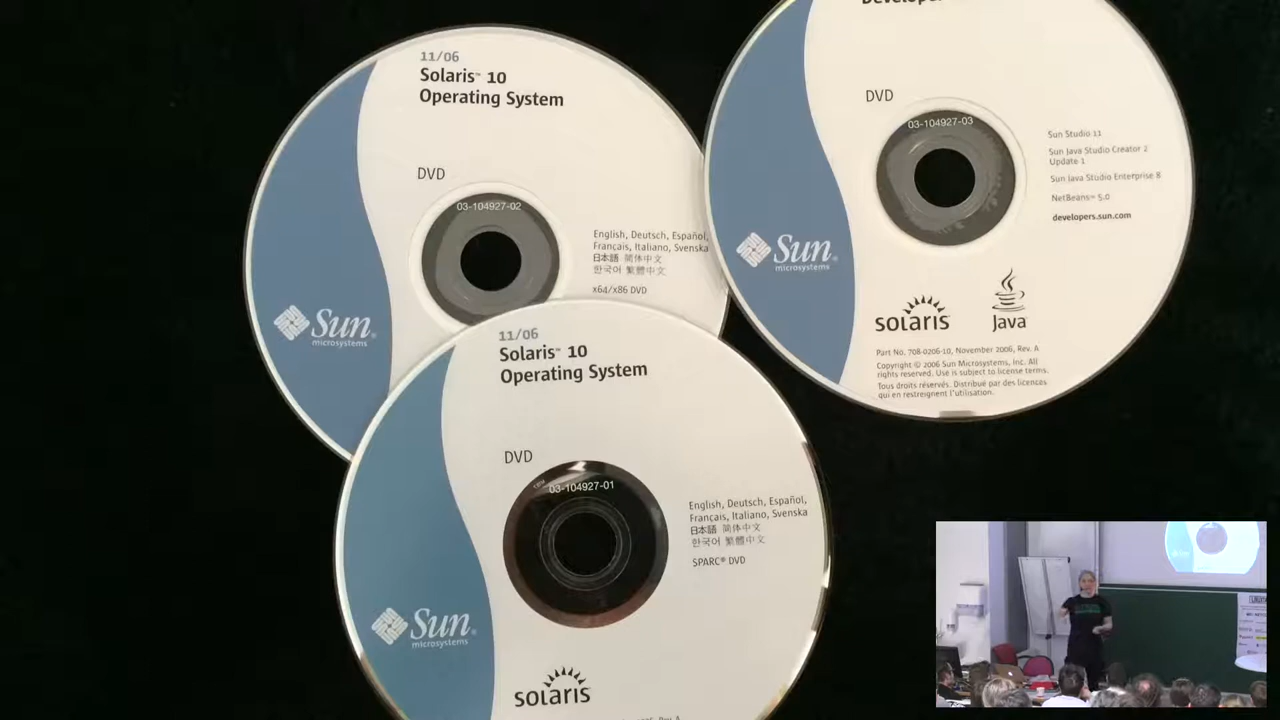 11/06
Solaris™ 10
Operating System
DVD
03-104927-02
English, Deutsch, Español,
Français, Italiano, Svenska
日本語 简体中文
한국어 繁體中文
x64/x86 DVD
Sun
microsystems
DVD
03-104927-03
Sun Studio 11
Sun Java Studio Creator 2
Update 1
Sun Java Studio Enterprise 8
NetBeans™ 5.0
developers.sun.com
Sun
microsystems
SOLARIS
Java
Part No. 708-0206-10, November 2006, Rev. A
Copyright © 2006 Sun Microsystems, Inc. All
rights reserved. Use is subject to license terms.
Tous droits réservés. Distribué par des licences
qui en restreignent l'utilisation.
11/06
Solaris™ 10
Operating System
DVD
03-104927-01
English, Deutsch, Español,
Français, Italiano, Svenska
日本語 简体中文
한국어 繁體中文
SPARC® DVD
Sun
microsystems
SOLARIS